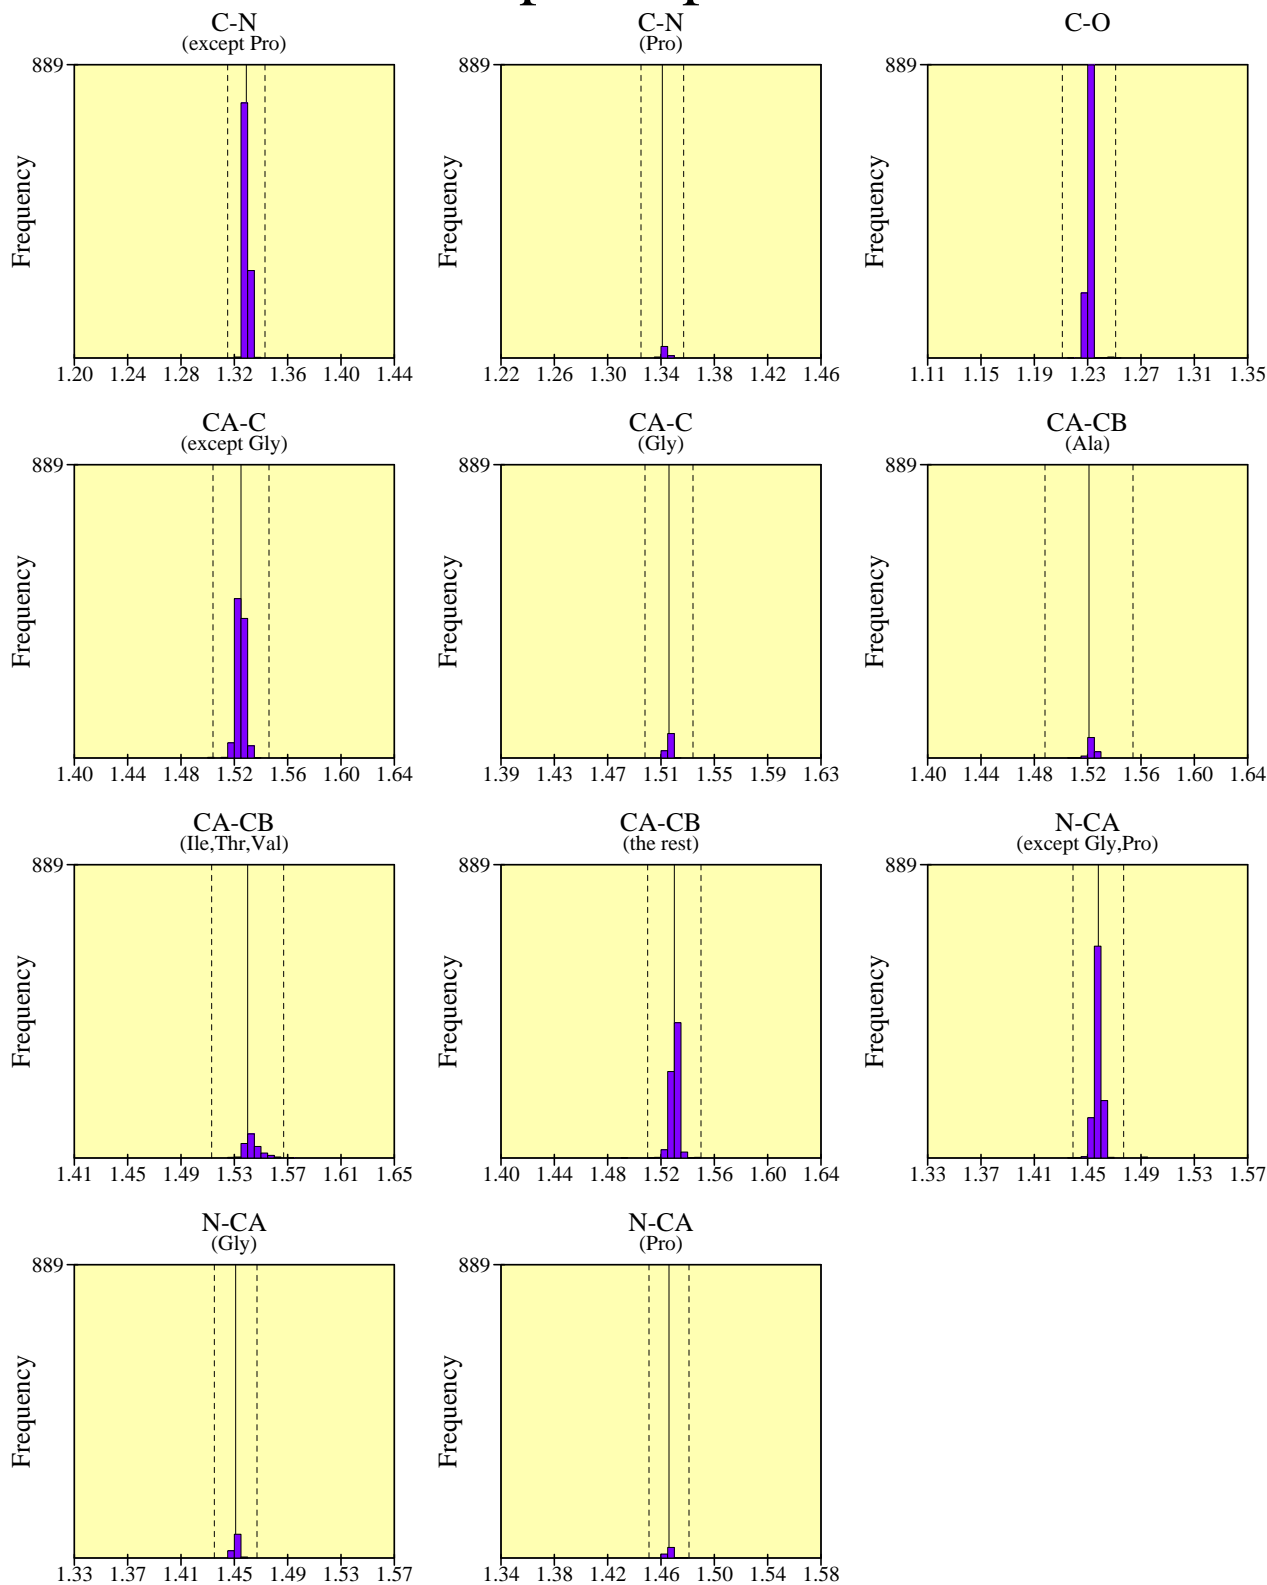 C-N
(except Pro)
889
Frequency
1.20 1.24 1.28 1.32 1.36 1.40 1.44
C-N
(Pro)
889
Frequency
1.22 1.26 1.30 1.34 1.38 1.42 1.46
C-O
889
Frequency
1.11 1.15 1.19 1.23 1.27 1.31 1.35
CA-C
(except Gly)
889
Frequency
1.40 1.44 1.48 1.52 1.56 1.60 1.64
CA-C
(Gly)
889
Frequency
1.39 1.43 1.47 1.51 1.55 1.59 1.63
CA-CB
(Ala)
889
Frequency
1.40 1.44 1.48 1.52 1.56 1.60 1.64
CA-CB
(Ile,Thr,Val)
889
Frequency
1.41 1.45 1.49 1.53 1.57 1.61 1.65
CA-CB
(the rest)
889
Frequency
1.40 1.44 1.48 1.52 1.56 1.60 1.64
N-CA
(except Gly,Pro)
889
Frequency
1.33 1.37 1.41 1.45 1.49 1.53 1.57
N-CA
(Gly)
889
Frequency
1.33 1.37 1.41 1.45 1.49 1.53 1.57
N-CA
(Pro)
889
Frequency
1.34 1.38 1.42 1.46 1.50 1.54 1.58